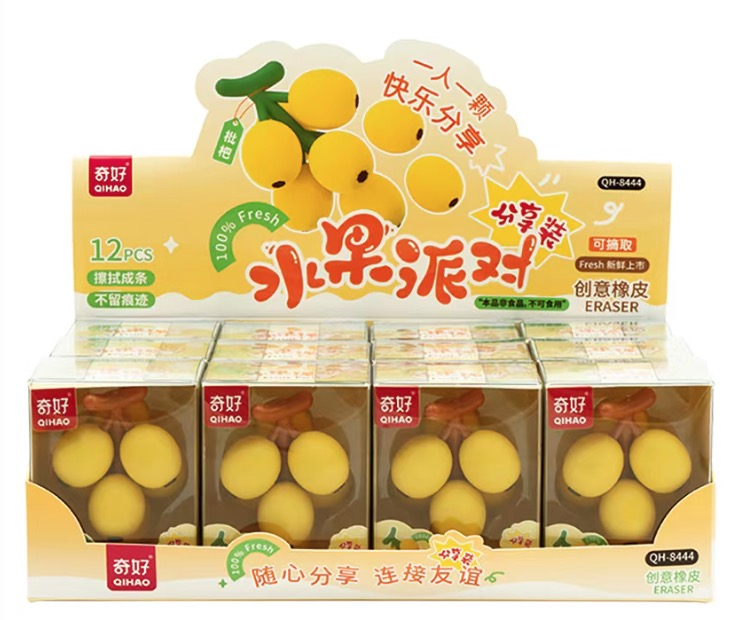 一人一颗
快乐分享
枇杷
奇好
QIHAO
QH-8444
100% Fresh
分享装
12PCS
擦拭成条
不留痕迹
水果派对
可摘取
Fresh 新鲜上市
创意橡皮
ERASER
"本品非食品,不可食用"
奇好
QIHAO
奇好
QIHAO
奇好
QIHAO
奇好
QIHAO
奇好
QIHAO
100% Fresh
随心分享 连接友谊
分享装
QH-8444
创意橡皮
ERASER